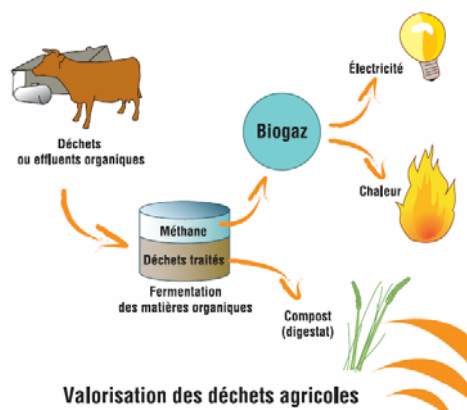 Électricité
Biogaz
Déchets
ou effluents organiques
Chaleur
Méthane
Déchets traités
Fermentation
des matières organiques
Compost
(digestat)
Valorisation des déchets agricoles